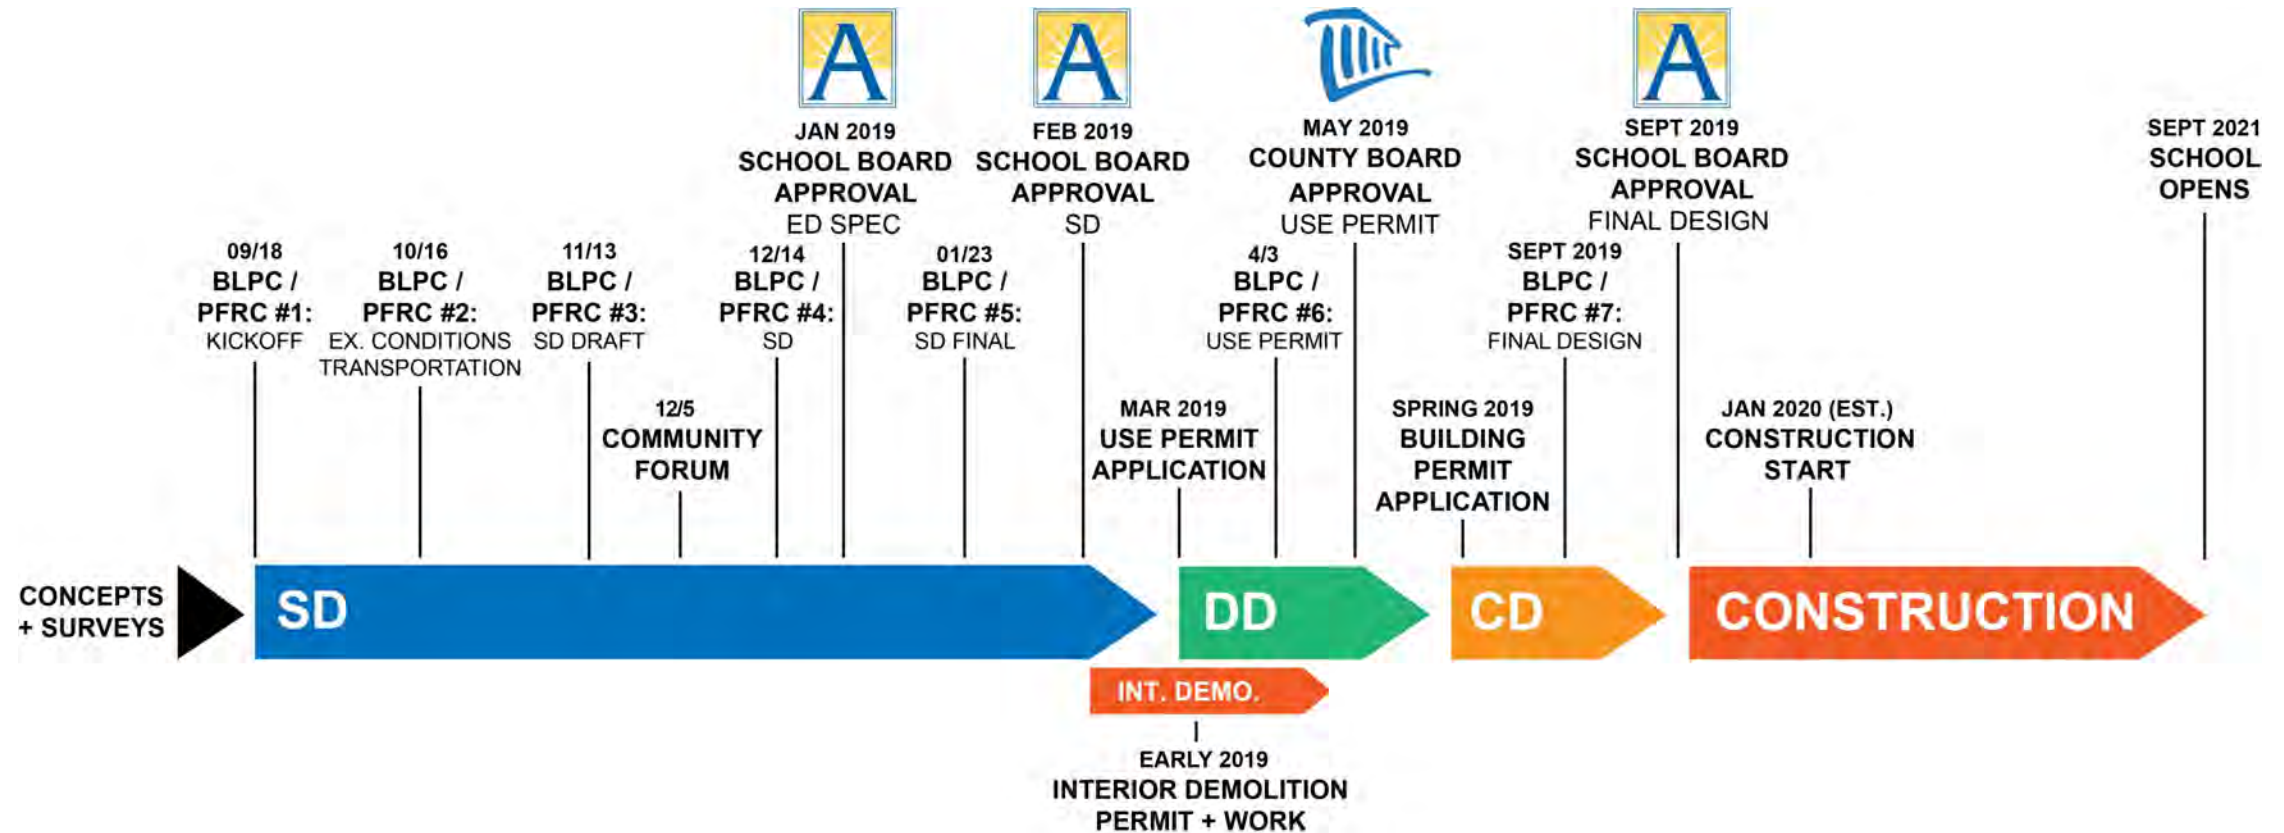 A
A
A
JAN 2019
SCHOOL BOARD
APPROVAL
ED SPEC
FEB 2019
SCHOOL BOARD
APPROVAL
SD
MAY 2019
COUNTY BOARD
APPROVAL
USE PERMIT
SEPT 2019
SCHOOL BOARD
APPROVAL
FINAL DESIGN
SEPT 2021
SCHOOL
OPENS
09/18
BLPC /
PFRC #1:
KICKOFF
10/16
BLPC /
PFRC #2:
EX. CONDITIONS
TRANSPORTATION
11/13
BLPC /
PFRC #3:
SD DRAFT
12/14
BLPC /
PFRC #4:
SD
01/23
BLPC /
PFRC #5:
SD FINAL
4/3
BLPC /
PFRC #6:
USE PERMIT
SEPT 2019
BLPC /
PFRC #7:
FINAL DESIGN
12/5
COMMUNITY
FORUM
MAR 2019
USE PERMIT
APPLICATION
SPRING 2019
BUILDING
PERMIT
APPLICATION
JAN 2020 (EST.)
CONSTRUCTION
START
CONCEPTS
+ SURVEYS
SD
DD
CD
CONSTRUCTION
INT. DEMO.
EARLY 2019
INTERIOR DEMOLITION
PERMIT + WORK